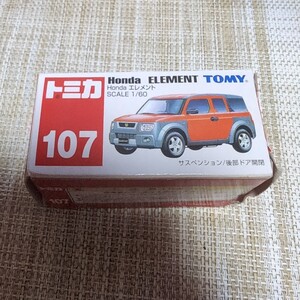 トミカ
107
Honda ELEMENT TOMY
Honda エレメント
SCALE 1/60
サスペンション/後部ドア開閉